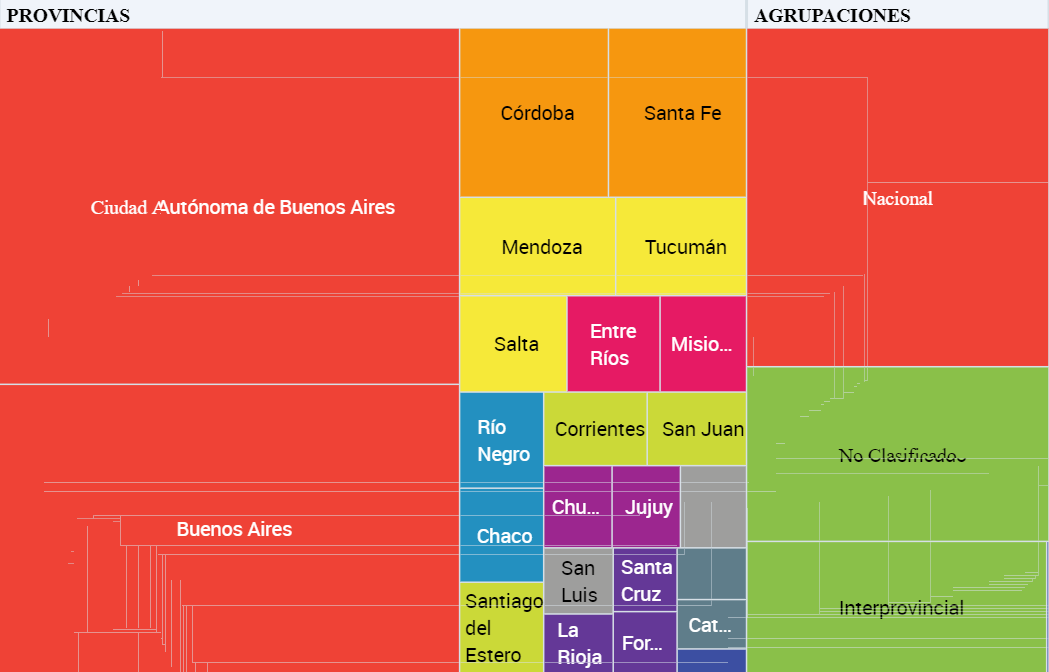 PROVINCIAS
AGRUPACIONES
Córdoba
Santa Fe
Ciudad Autónoma de Buenos Aires
Nacional
Mendoza
Tucumán
Salta
Entre
Ríos
Misio...
Río
Negro
Corrientes
San Juan
No Clasificados
Chu...
Jujuy
Buenos Aires
Chaco
San
Luis
Santa
Cruz
Santiago
del
Estero
La
Rioja
For...
Cat...
Interprovincial